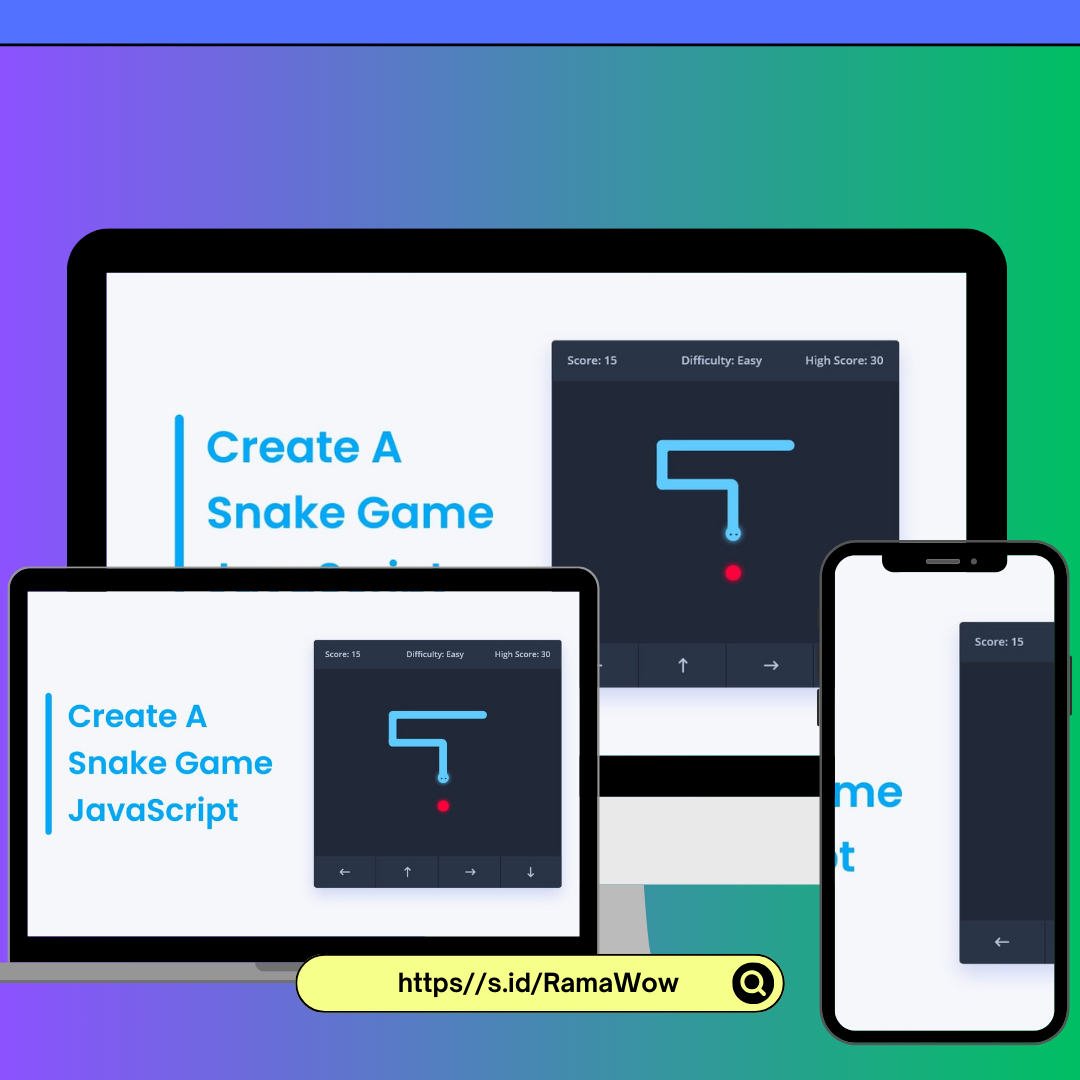 Score: 15 Difficulty: Easy High Score: 30
Create A
Snake Game
← ↑ →
Score: 15 Difficulty: Easy High Score: 30
Create A
Snake Game
JavaScript
← ↑ → ↓
Score: 15
me
t
←
https//s.id/RamaWow